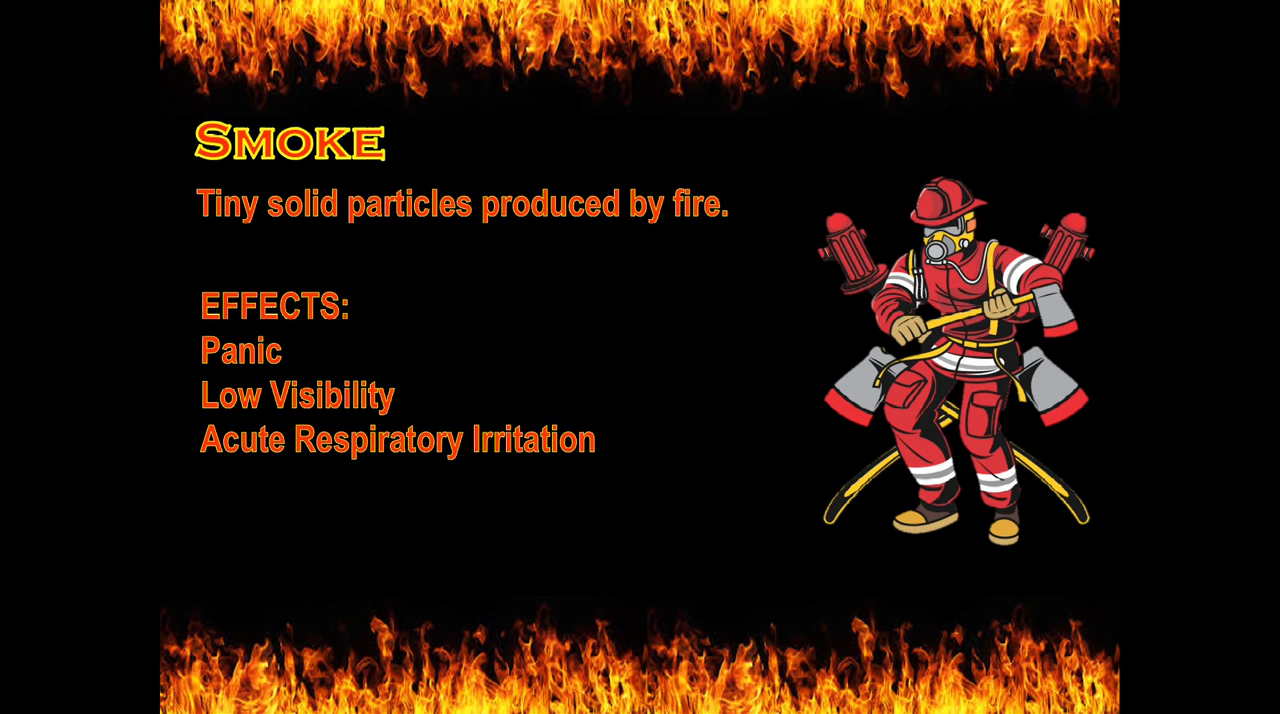 Smoke
Tiny solid particles produced by fire.
EFFECTS:
Panic
Low Visibility
Acute Respiratory Irritation